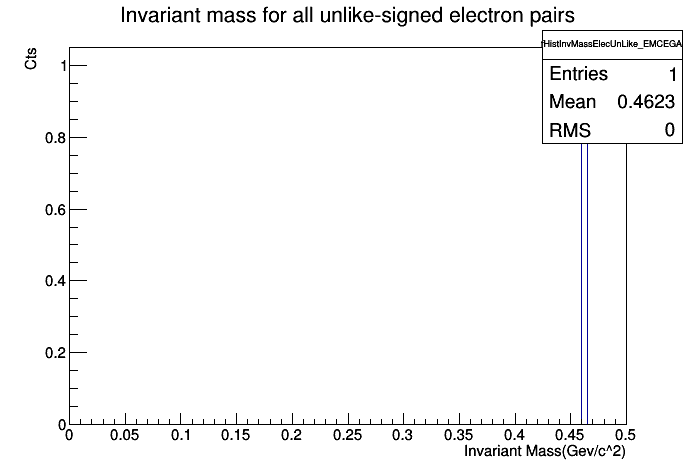 Invariant mass for all unlike-signed electron pairs
fHistInvMassElecUnLike_EMCEGA
Entries 1
Mean 0.4623
RMS 0
Cts
1
0.8
0.6
0.4
0.2
0
0 0.05 0.1 0.15 0.2 0.25 0.3 0.35 0.4 0.45 0.5
Invariant Mass(Gev/c^2)